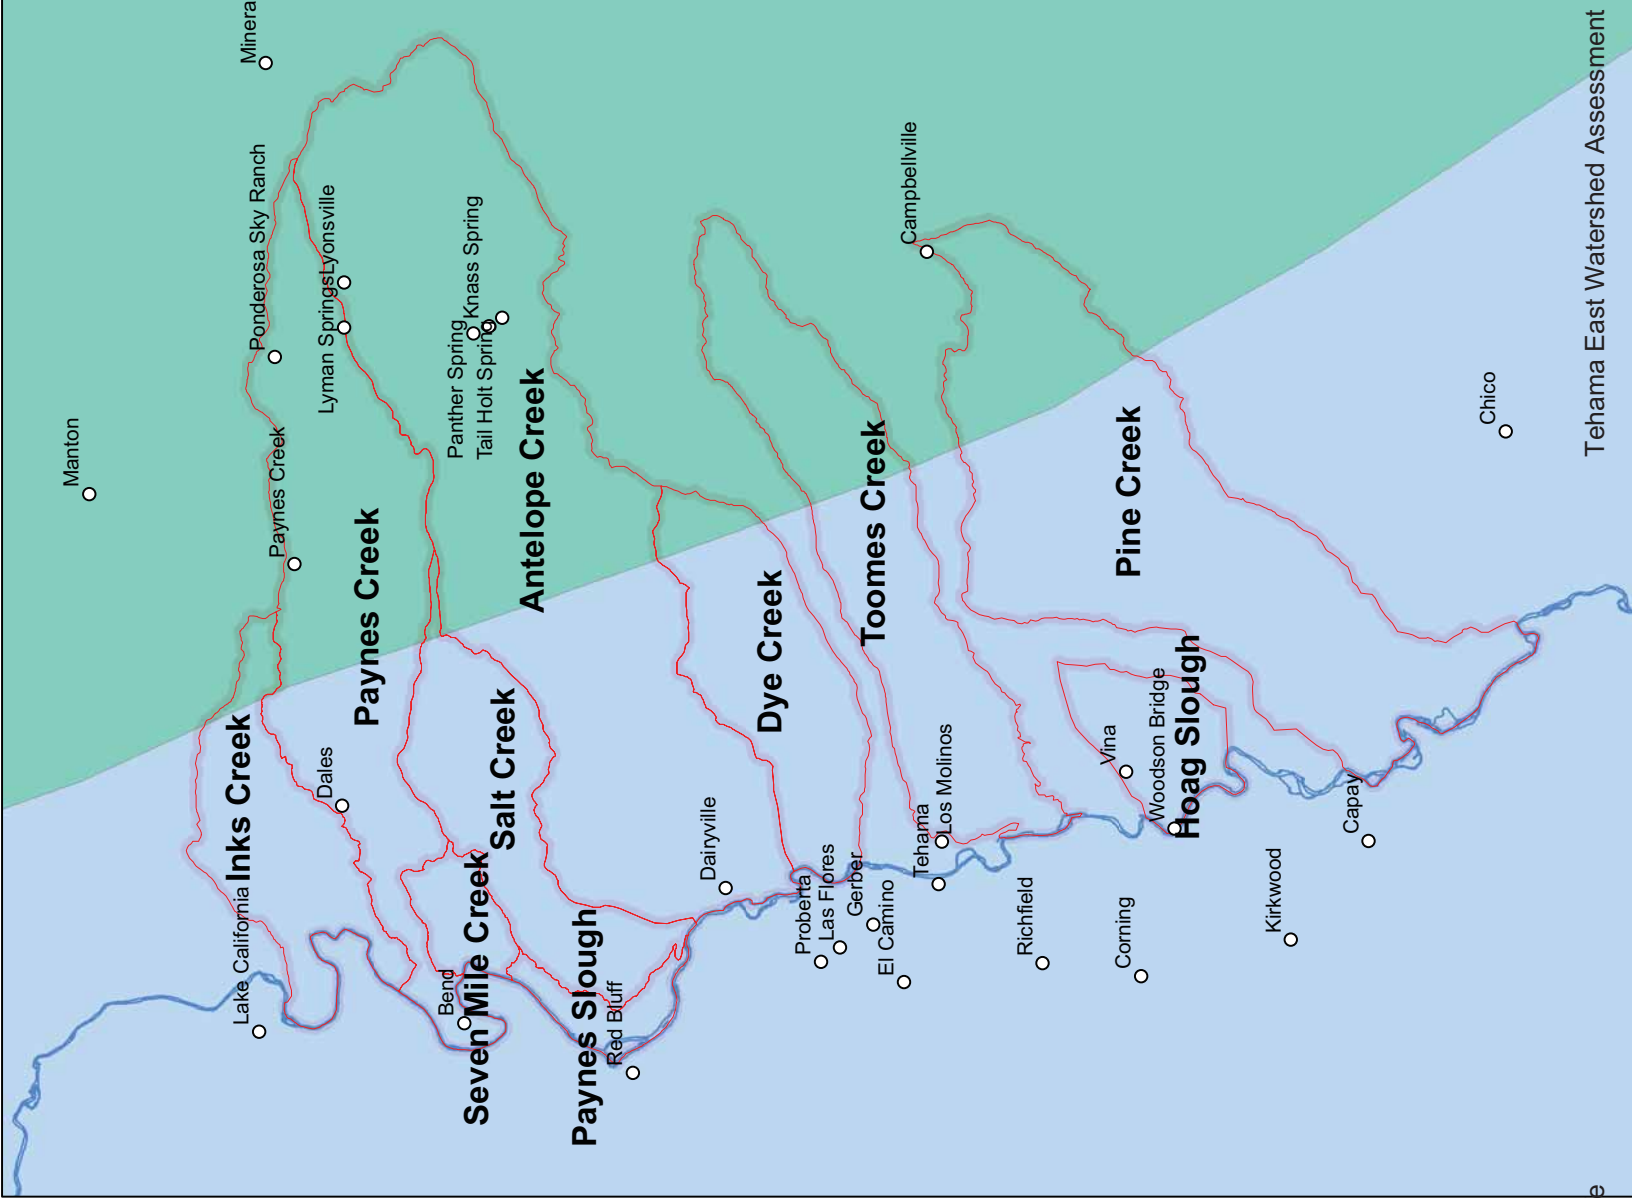 Manton
Minera
Ponderosa Sky Ranch
Paynes Creek
Lyonsville
Lyman Springs
Knass Spring
Panther Spring
Tail Holt Spring
Antelope Creek
Paynes Creek
Campbellville
Inks Creek
Dales
Salt Creek
Dye Creek
Toomes Creek
Pine Creek
Chico
Lake California
Bend
Seven Mile Creek
Paynes Slough
Red Bluff
Dairyville
Proberta
Las Flores
Gerber
El Camino
Tehama
Los Molinos
Vina
Woodson Bridge
Hoag Slough
Richfield
Corning
Kirkwood
Capay
Tehama East Watershed Assessment
e